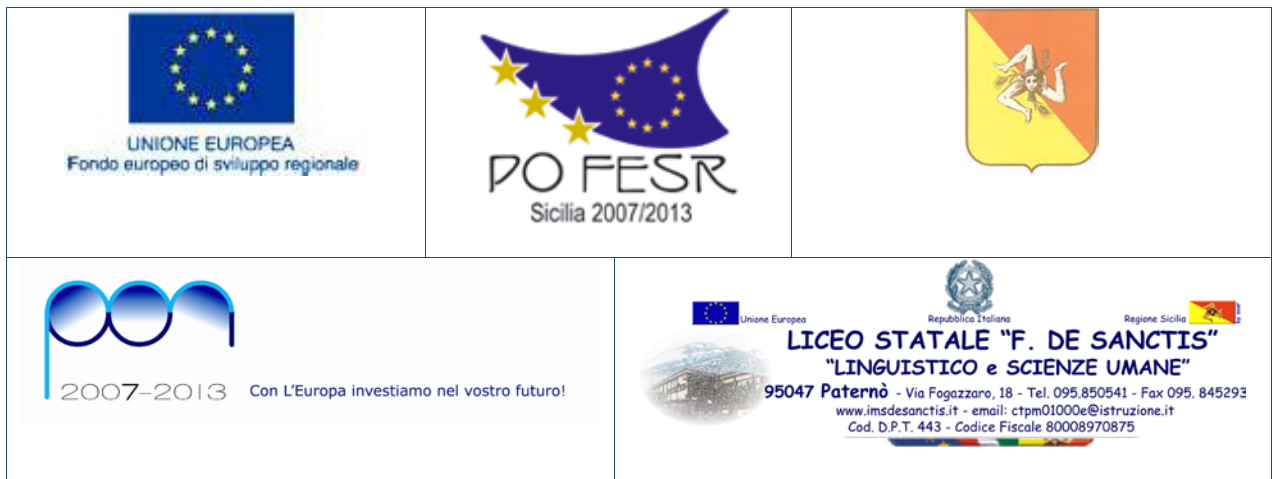 UNIONE EUROPEA
Fondo europeo di sviluppo regionale
PO FESR
Sicilia 2007/2013
pon
2007-2013
Con L'Europa investiamo nel vostro futuro!
Unione Europea
Repubblica Italiana
Regione Sicilia
LICEO STATALE "F. DE SANCTIS"
"LINGUISTICO e SCIENZE UMANE"
95047 Paternò - Via Fogazzaro, 18 - Tel. 095.850541 - Fax 095. 845293
www.imsdesanctis.it - email: ctpm01000e@istruzione.it
Cod. D.P.T. 443 - Codice Fiscale 80008970875